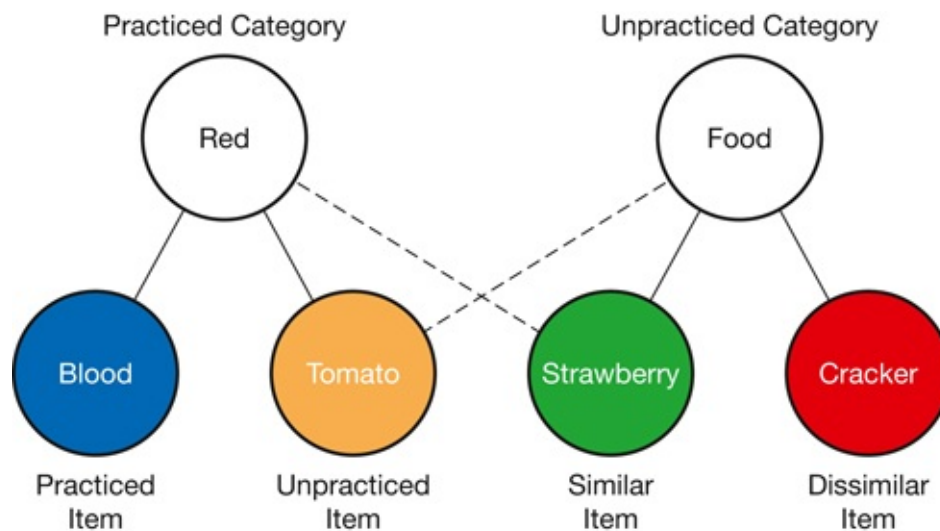 Practiced Category
Unpracticed Category
Red
Food
Blood
Tomato
Strawberry
Cracker
Practiced
Item
Unpracticed
Item
Similar
Item
Dissimilar
Item